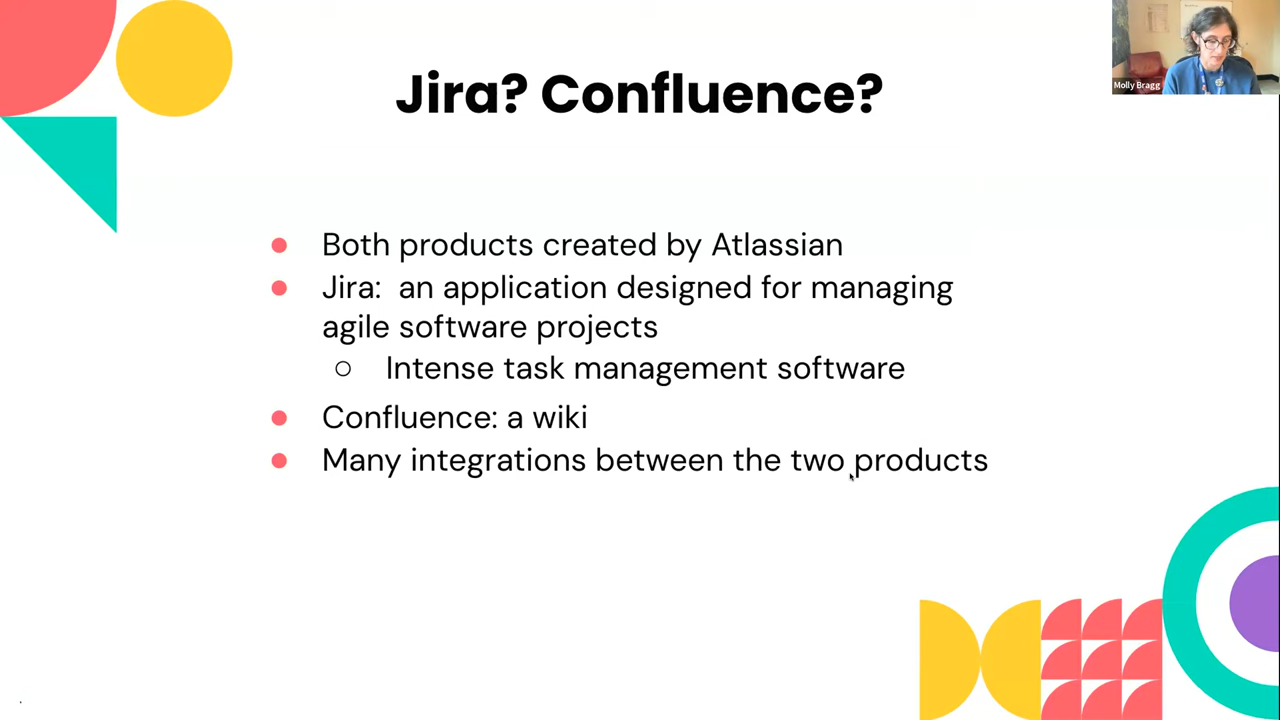 Jira? Confluence?
Molly Bragg
● Both products created by Atlassian
● Jira:  an application designed for managing
agile software projects
○ Intense task management software
● Confluence: a wiki
● Many integrations between the two products